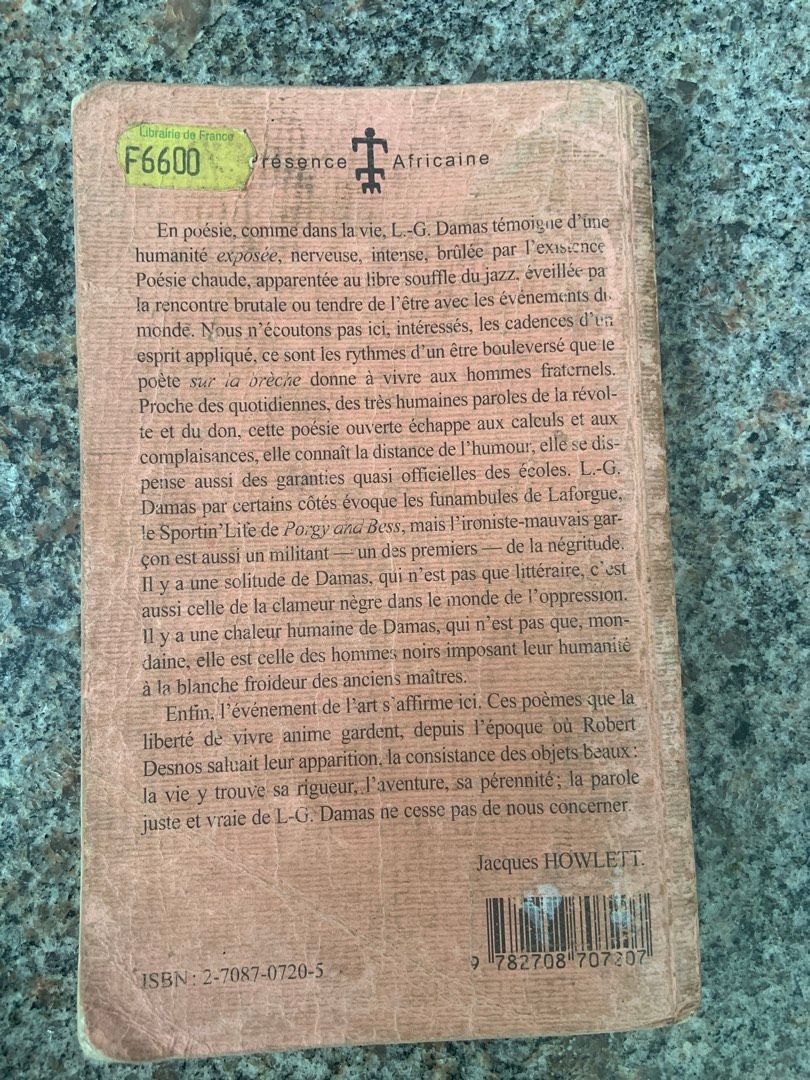 Librairie de France
F6600
résence Africaine
En poésie, comme dans la vie, L.-G. Damas témoigne d'une
humanité exposée, nerveuse, intense, brûlée par l'existence
Poésie chaude, apparentée au libre souffle du jazz, éveillée pa
la rencontre brutale ou tendre de l'être avec les événements du
monde. Nous n'écoutons pas ici, intéressés, les cadences d'un
esprit appliqué, ce sont les rythmes d'un être bouleversé que le
poète sur la brèche donne à vivre aux hommes fraternels.
Proche des quotidiennes, des très humaines paroles de la révol-
te et du don, cette poésie ouverte échappe aux calculs et aux
complaisances, elle connaît la distance de l'humour, elle se dis-
pense aussi des garanties quasi officielles des écoles. L.-G.
Damas par certains côtés évoque les funambules de Laforgue,
le Sportin'Life de Porgy and Bess, mais l'ironiste-mauvais gar-
çon est aussi un militant — un des premiers — de la négritude.
Il y a une solitude de Damas, qui n'est pas que littéraire, c'est
aussi celle de la clameur nègre dans le monde de l'oppression.
Il y a une chaleur humaine de Damas, qui n'est pas que, mon-
daine, elle est celle des hommes noirs imposant leur humanité
à la blanche froideur des anciens maîtres.
Enfin, l'événement de l'art s'affirme ici. Ces poèmes que la
liberté de vivre anime gardent, depuis l'époque où Robert
Desnos saluait leur apparition, la consistance des objets beaux :
la vie y trouve sa rigueur, l'aventure, sa pérennité ; la parole
juste et vraie de L-G. Damas ne cesse pas de nous concerner.
Jacques HOWLETT.
9 782708 707207
ISBN : 2-7087-0720-5